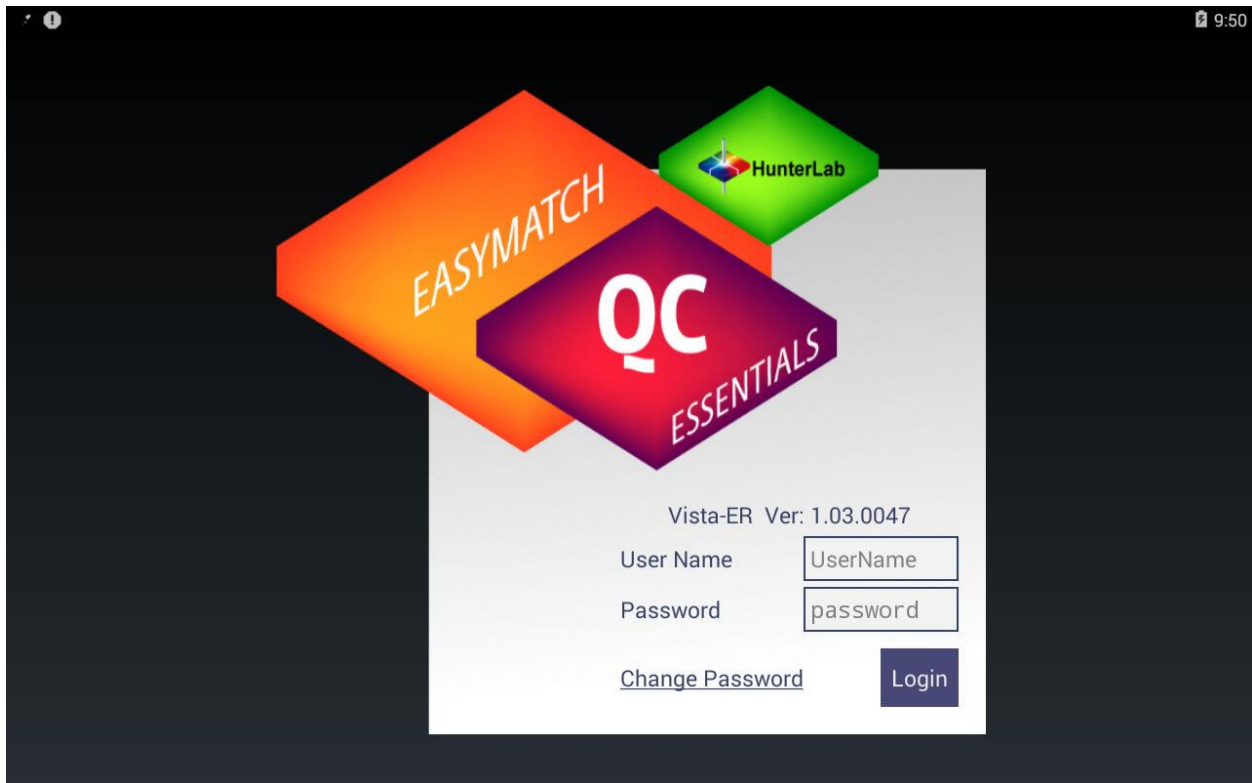 9:50
HunterLab
EASYMATCH
QC
ESSENTIALS
Vista-ER Ver: 1.03.0047
User Name UserName
Password password
Change Password Login